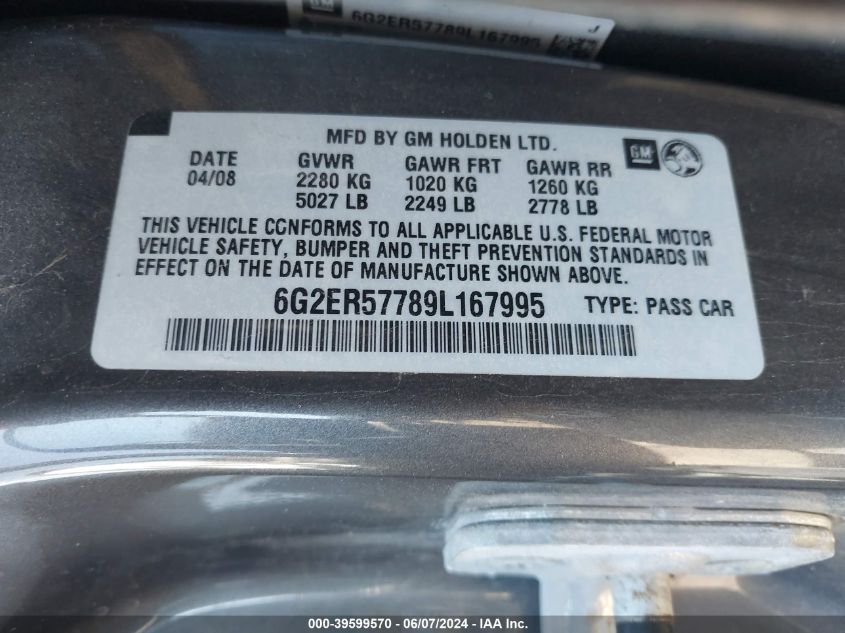 GM
6G2ER57789L167995
J
MFD BY GM HOLDEN LTD.
GM
DATE GVWR GAWR FRT GAWR RR
04/08 2280 KG 1020 KG 1260 KG
5027 LB 2249 LB 2778 LB
THIS VEHICLE CONFORMS TO ALL APPLICABLE U.S. FEDERAL MOTOR
VEHICLE SAFETY, BUMPER AND THEFT PREVENTION STANDARDS IN
EFFECT ON THE DATE OF MANUFACTURE SHOWN ABOVE.
6G2ER57789L167995 TYPE: PASS CAR
000-39599570 - 06/07/2024 - IAA Inc.